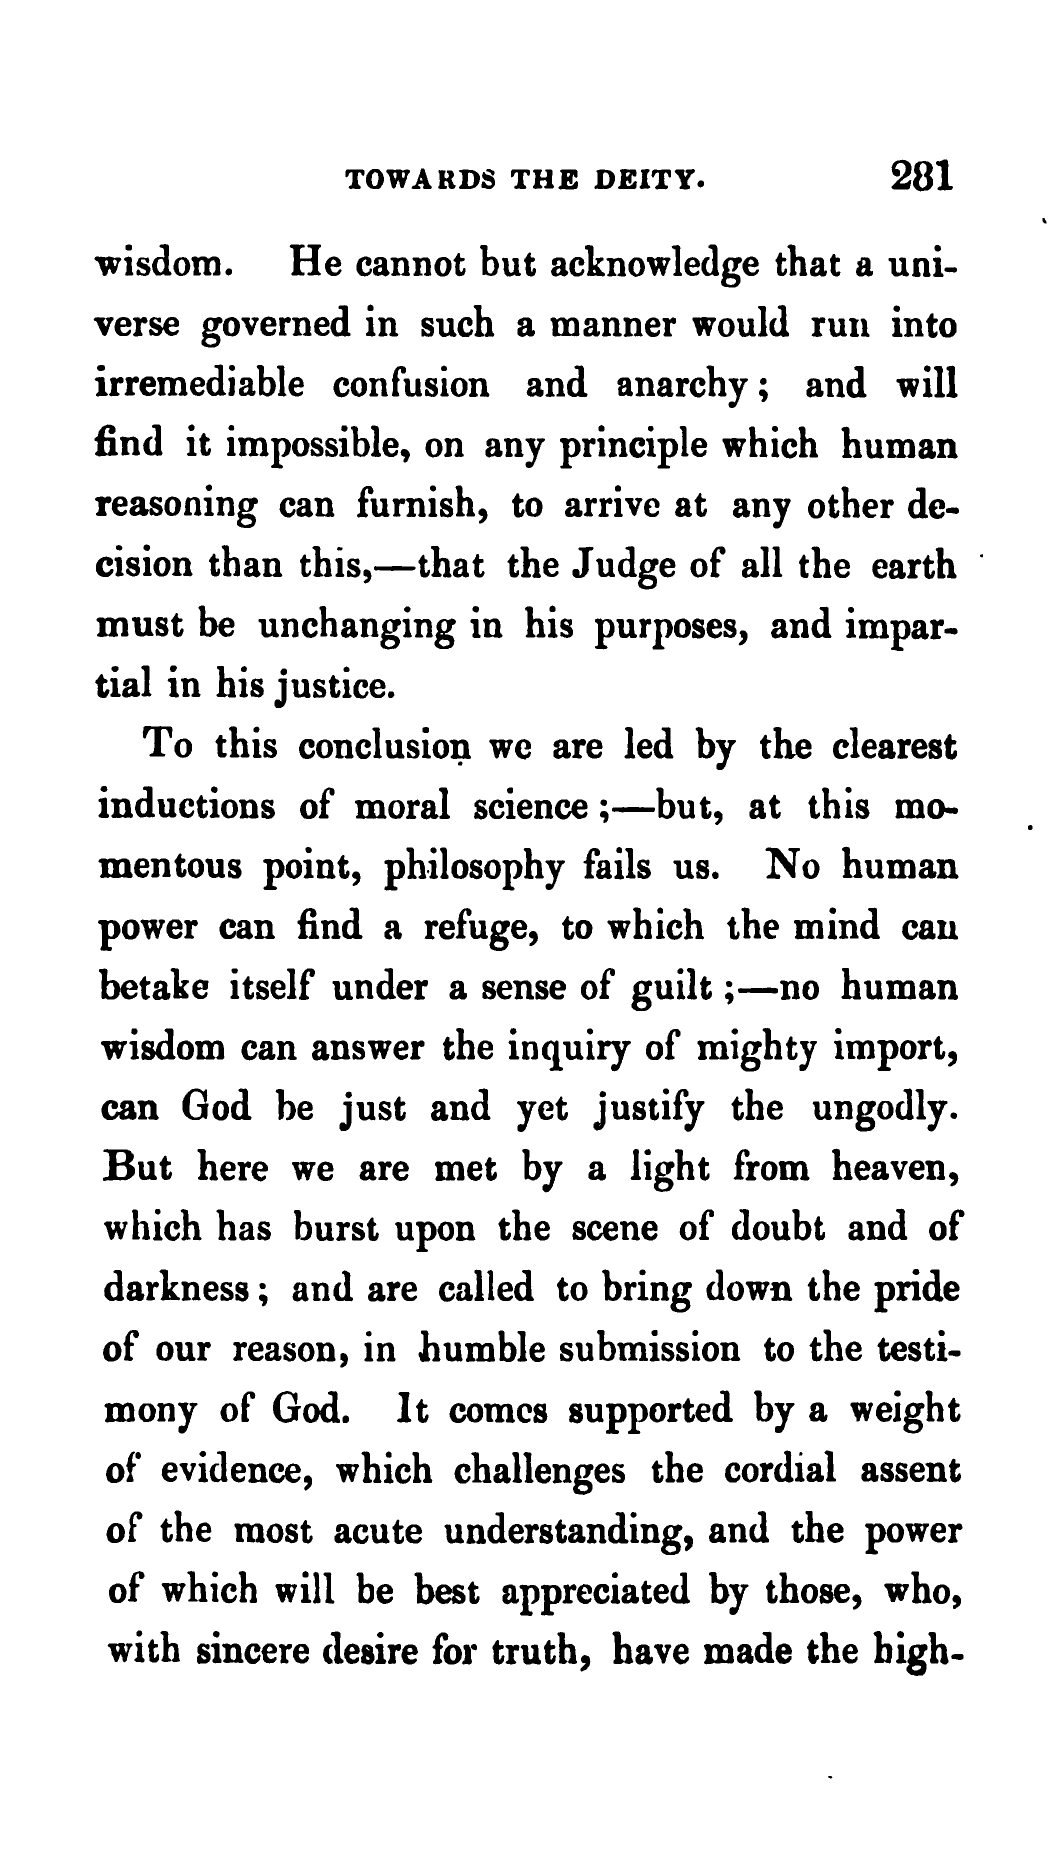 TOWARDS THE DEITY. 281
wisdom. He cannot but acknowledge that a uni-
verse governed in such a manner would run into
irremediable confusion and anarchy; and will
find it impossible, on any principle which human
reasoning can furnish, to arrive at any other de-
cision than this,—that the Judge of all the earth
must be unchanging in his purposes, and impar-
tial in his justice.
To this conclusion we are led by the clearest
inductions of moral science;—but, at this mo-
mentous point, philosophy fails us. No human
power can find a refuge, to which the mind can
betake itself under a sense of guilt;—no human
wisdom can answer the inquiry of mighty import,
can God be just and yet justify the ungodly.
But here we are met by a light from heaven,
which has burst upon the scene of doubt and of
darkness; and are called to bring down the pride
of our reason, in humble submission to the testi-
mony of God. It comes supported by a weight
of evidence, which challenges the cordial assent
of the most acute understanding, and the power
of which will be best appreciated by those, who,
with sincere desire for truth, have made the high-